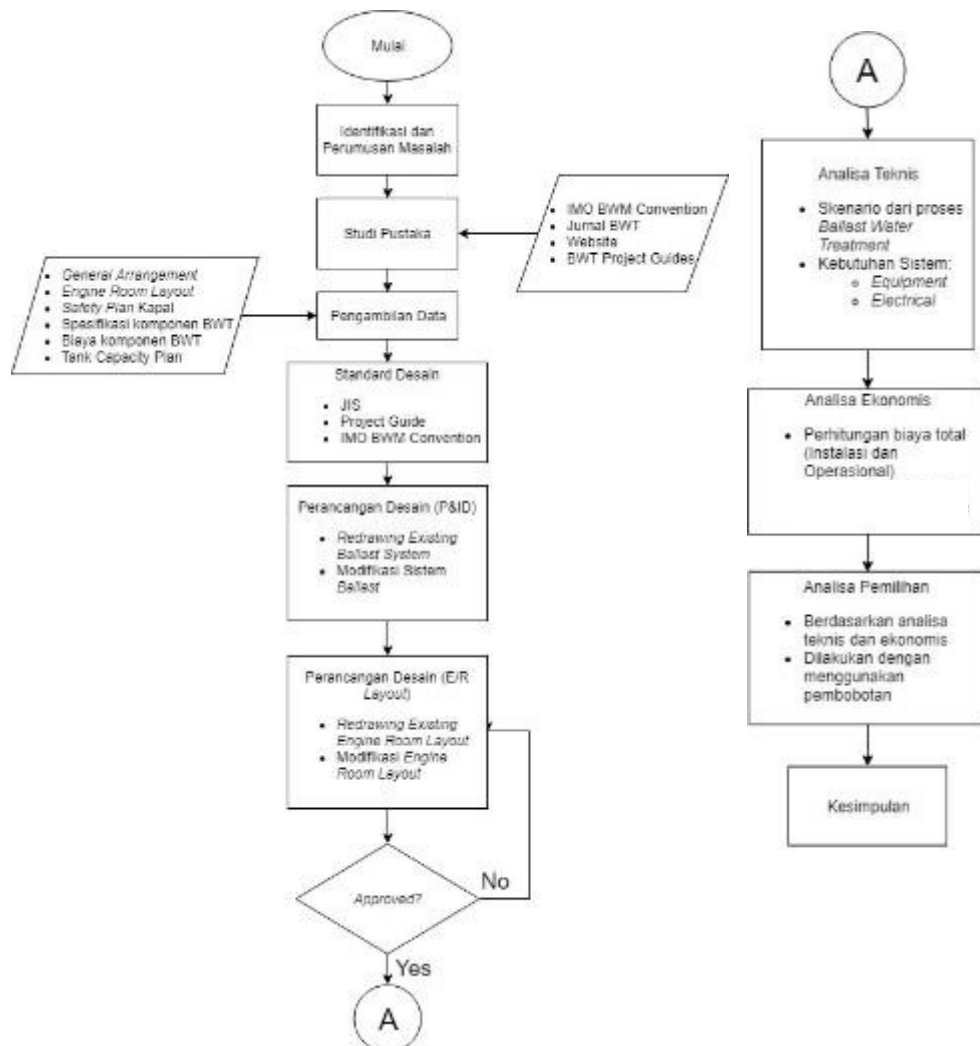 Mulai
Identifikasi dan
Perumusan Masalah
Studi Pustaka
• IMO BWM Convention
• Jurnal BWT
• Website
• BWT Project Guides
• General Arrangement
• Engine Room Layout
• Safety Plan Kapal
• Spesifikasi komponen BWT
• Biaya komponen BWT
• Tank Capacity Plan
Pengambilan Data
Standard Desain
• JIS
• Project Guide
• IMO BWM Convention
Perancangan Desain (P&ID)
• Redrawing Existing
Ballast System
• Modifikasi Sistem
Ballast
Perancangan Desain (E/R
Layout)
• Redrawing Existing
Engine Room Layout
• Modifikasi Engine
Room Layout
Approved?
No
Yes
A
A
Analisa Teknis
• Skenario dari proses
Ballast Water
Treatment
• Kebutuhan Sistem:
○ Equipment
○ Electrical
Analisa Ekonomis
• Perhitungan biaya total
(Instalasi dan
Operasional)
Analisa Pemilihan
• Berdasarkan analisa
teknis dan ekonomis
• Dilakukan dengan
menggunakan
pembobotan
Kesimpulan